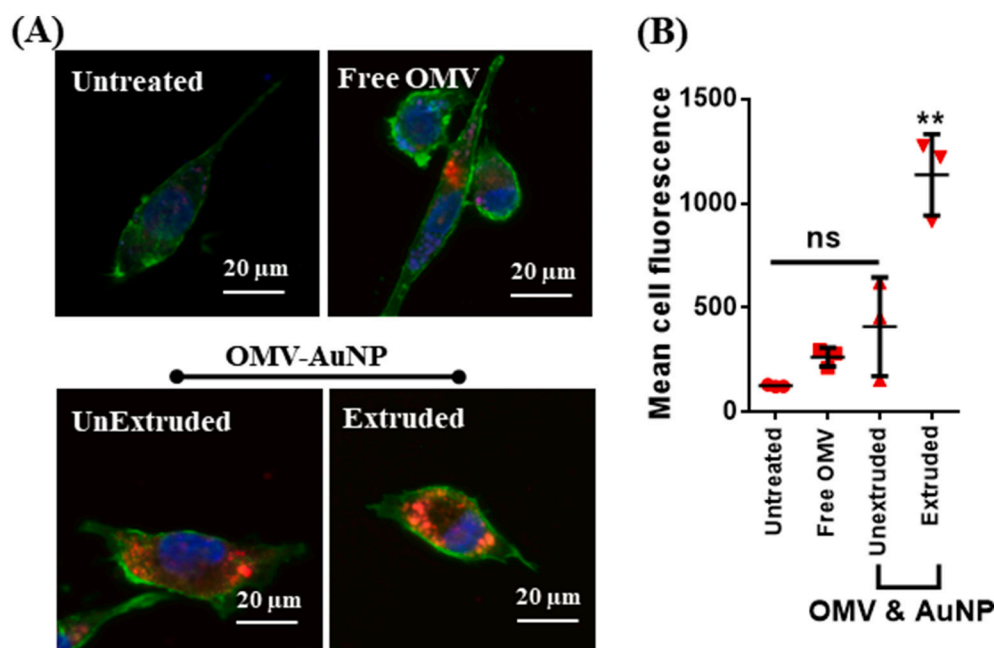 (A)
Untreated
20 µm
Free OMV
20 µm
OMV-AuNP
UnExtruded
20 µm
Extruded
20 µm
(B)
Mean cell fluorescence
1500
1000
500
0
**
ns
Untreated
Free OMV
Unextruded
Extruded
OMV & AuNP